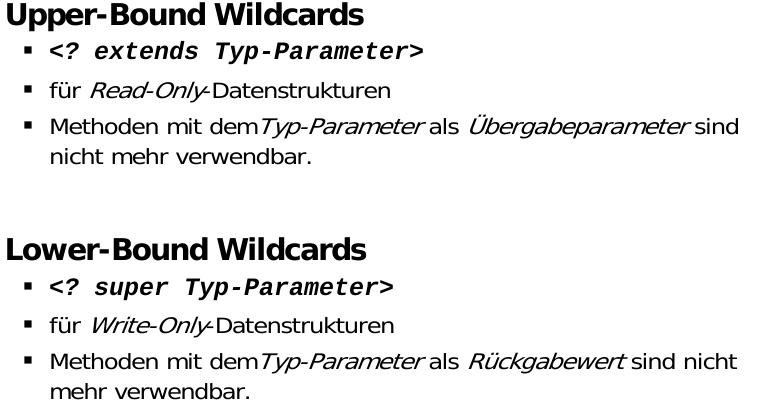 Upper-Bound Wildcards
▪ <? extends Typ-Parameter>
▪ für Read-Only-Datenstrukturen
▪ Methoden mit demTyp-Parameter als Übergabeparameter sind
nicht mehr verwendbar.
Lower-Bound Wildcards
▪ <? super Typ-Parameter>
▪ für Write-Only-Datenstrukturen
▪ Methoden mit demTyp-Parameter als Rückgabewert sind nicht
mehr verwendbar.